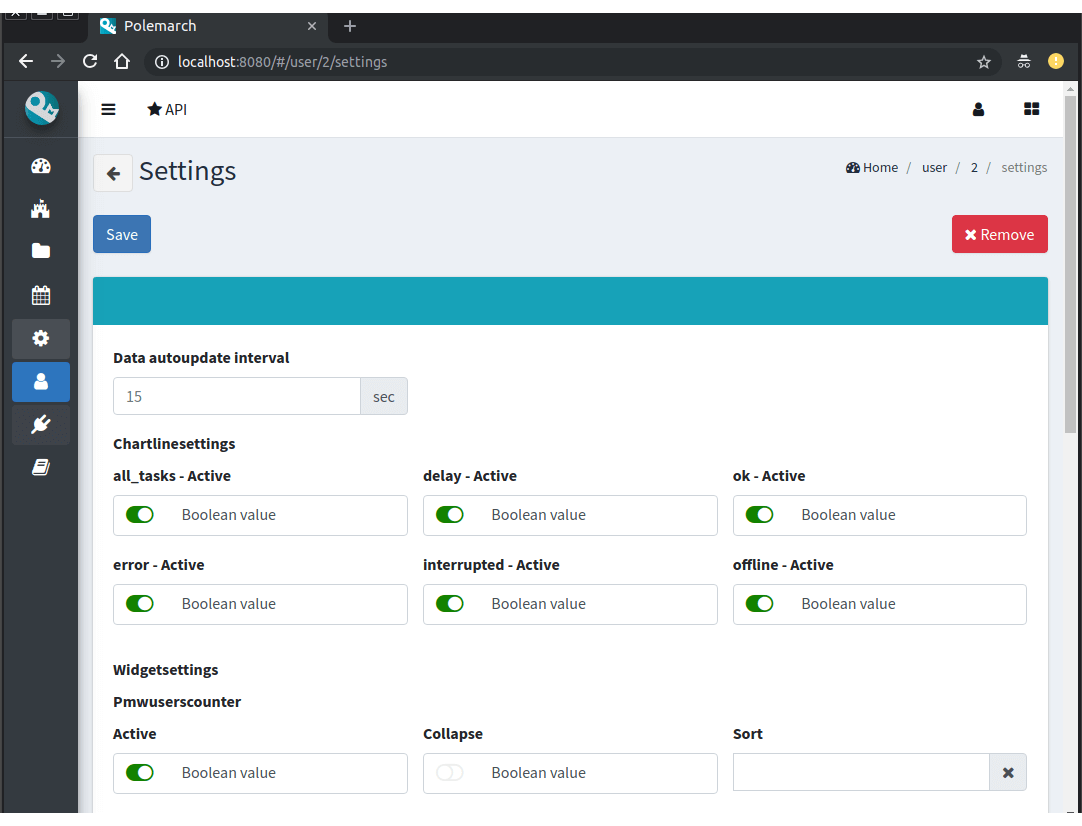 Polemarch
localhost:8080/#/user/2/settings
API
Settings
Home / user / 2 / settings
Save
Remove
Data autoupdate interval
15 sec
Chartlinesettings
all_tasks - Active delay - Active ok - Active
Boolean value Boolean value Boolean value
error - Active interrupted - Active offline - Active
Boolean value Boolean value Boolean value
Widgetsettings
Pmwuserscounter
Active Collapse Sort
Boolean value Boolean value